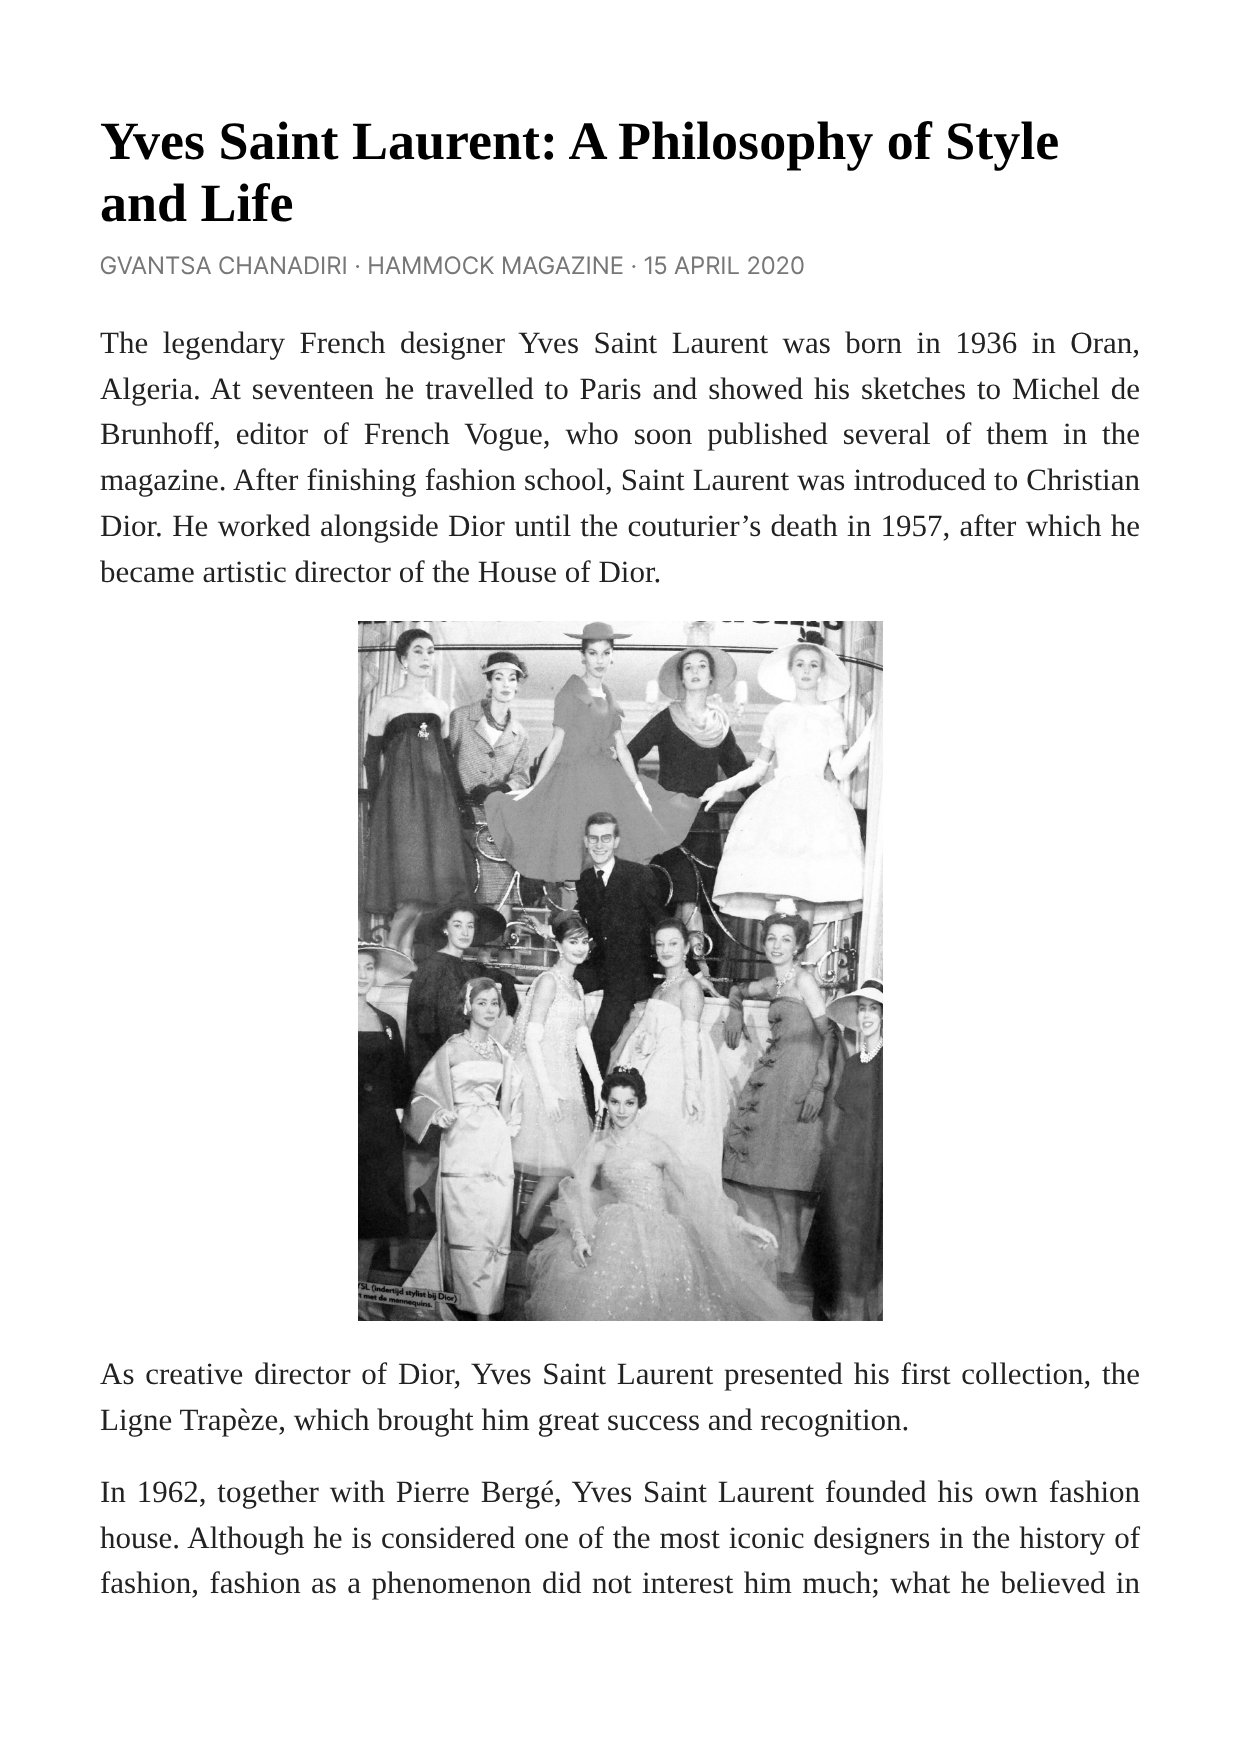 Yves Saint Laurent: A Philosophy of Style
and Life
GVANTSA CHANADIRI · HAMMOCK MAGAZINE · 15 APRIL 2020
The legendary French designer Yves Saint Laurent was born in 1936 in Oran,
Algeria. At seventeen he travelled to Paris and showed his sketches to Michel de
Brunhoff, editor of French Vogue, who soon published several of them in the
magazine. After finishing fashion school, Saint Laurent was introduced to Christian
Dior. He worked alongside Dior until the couturier’s death in 1957, after which he
became artistic director of the House of Dior.
YSL (indertijd stylist bij Dior)
met de mannequins.
As creative director of Dior, Yves Saint Laurent presented his first collection, the
Ligne Trapèze, which brought him great success and recognition.
In 1962, together with Pierre Bergé, Yves Saint Laurent founded his own fashion
house. Although he is considered one of the most iconic designers in the history of
fashion, fashion as a phenomenon did not interest him much; what he believed in